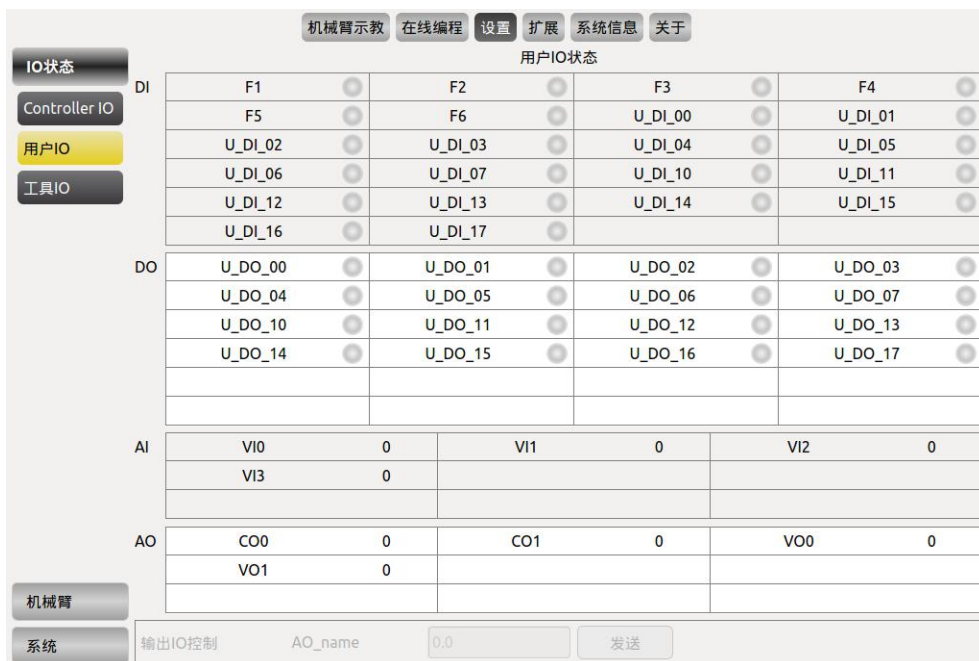 机械臂示教 在线编程 设置 扩展 系统信息 关于
IO状态
Controller IO
用户IO
工具IO
机械臂
系统
用户IO状态
DI F1 F2 F3 F4
F5 F6 U_DI_00 U_DI_01
U_DI_02 U_DI_03 U_DI_04 U_DI_05
U_DI_06 U_DI_07 U_DI_10 U_DI_11
U_DI_12 U_DI_13 U_DI_14 U_DI_15
U_DI_16 U_DI_17
DO U_DO_00 U_DO_01 U_DO_02 U_DO_03
U_DO_04 U_DO_05 U_DO_06 U_DO_07
U_DO_10 U_DO_11 U_DO_12 U_DO_13
U_DO_14 U_DO_15 U_DO_16 U_DO_17
AI VI0 0 VI1 0 VI2 0
VI3 0
AO CO0 0 CO1 0 VO0 0
VO1 0
输出IO控制 AO_name 0.0 发送